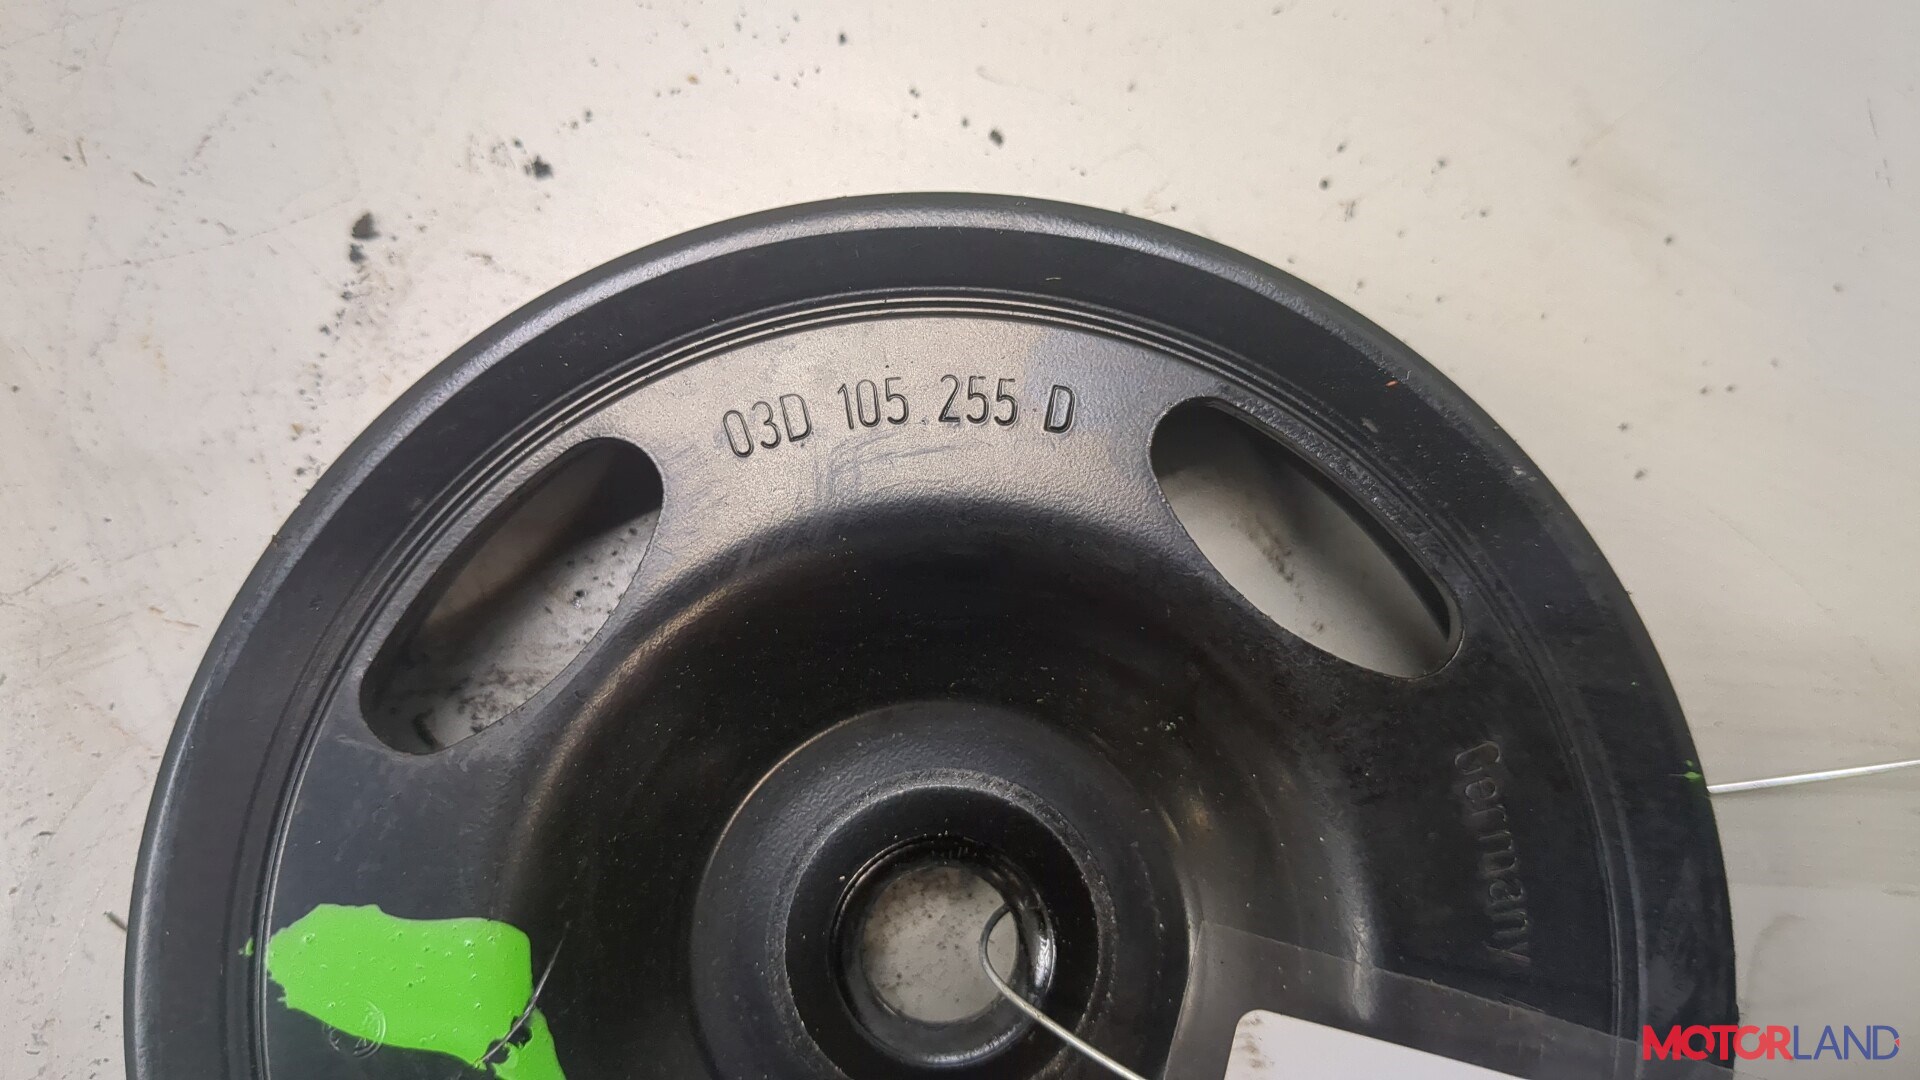 03D 105 255 D
Germany
MOTORLAND